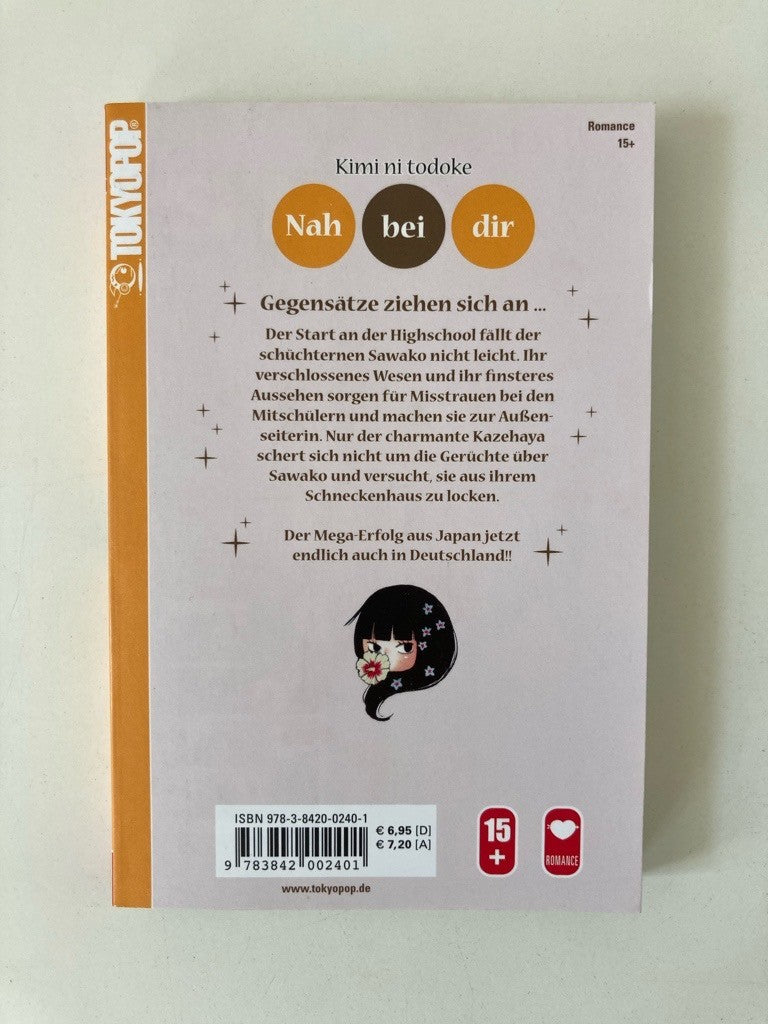 TOKYOPOP®
Romance
15+
Kimi ni todoke
Nah bei dir
Gegensätze ziehen sich an ...
Der Start an der Highschool fällt der
schüchternen Sawako nicht leicht. Ihr
verschlossenes Wesen und ihr finsteres
Aussehen sorgen für Misstrauen bei den
Mitschülern und machen sie zur Außen-
seiterin. Nur der charmante Kazehaya
schert sich nicht um die Gerüchte über
Sawako und versucht, sie aus ihrem
Schneckenhaus zu locken.
Der Mega-Erfolg aus Japan jetzt
endlich auch in Deutschland!!
ISBN 978-3-8420-0240-1
€ 6,95 [D]
€ 7,20 [A]
9 783842 002401
www.tokyopop.de
15
+
ROMANCE